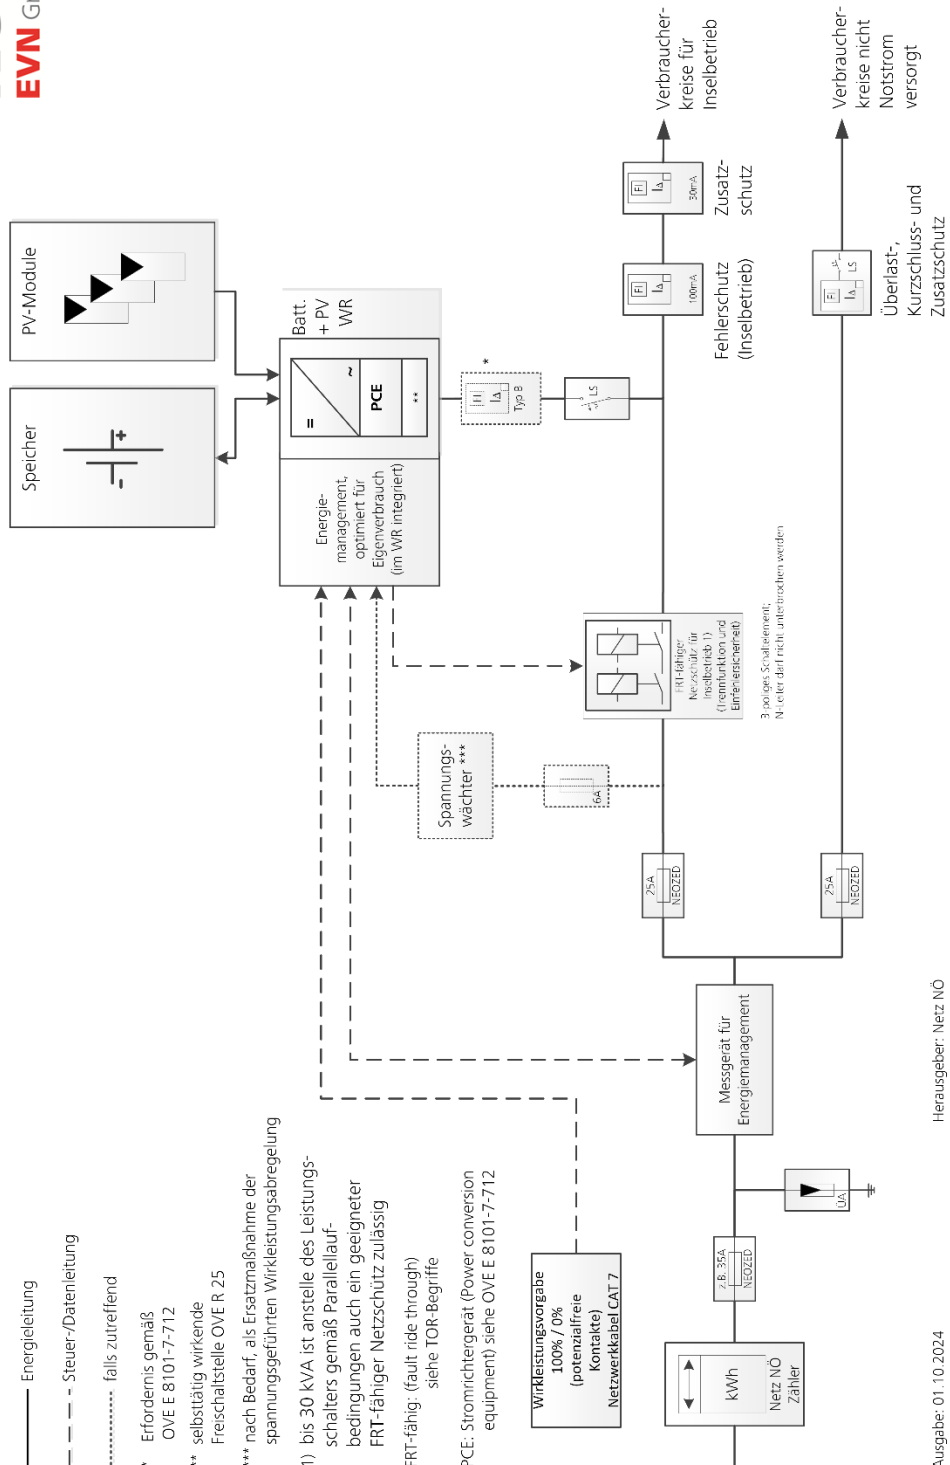 EVN
Energieleitung
Steuer-/Datenleitung
falls zutreffend
* Erfordernis gemäß
OVE E 8101-7-712
** selbsttätig wirkende
Freischaltstelle OVE R 25
*** nach Bedarf, als Ersatzmaßnahme der
spannungsgeführten Wirkleistungsabregelung
1) bis 30 kVA ist anstelle des Leistungs-
schalters gemäß Parallellauf-
bedingungen auch ein geeigneter
FRT-fähiger Netzschütz zulässig
FRT-fähig: (fault ride through)
siehe TOR-Begriffe
PCE: Stromrichtergerät (Power conversion
equipment) siehe OVE E 8101-7-712
Speicher
- +
PV-Module
Batt.
+ PV
WR
=
~
PCE
**
Energie-
management,
optimiert für
Eigenverbrauch
(im WR integriert)
*
FI
I∆
Typ B
LS
Spannungs-
wächter ***
6A
FRT-fähiger
Netzschütz für
Inselbetrieb 1)
(Trennfunktion und
Einfehlersicherheit)
3-poliges Schaltelement;
N-Leiter darf nicht unterbrochen werden
FI
I∆
100mA
Fehlerschutz
(Inselbetrieb)
FI
I∆
30mA
Zusatz-
schutz
Verbraucher-
kreise für
Inselbetrieb
FI
I∆
LS
Überlast-,
Kurzschluss- und
Zusatzschutz
Verbraucher-
kreise nicht
Notstrom
versorgt
25A
NEOZED
25A
NEOZED
Messgerät für
Energiemanagement
Wirkleistungsvorgabe
100% / 0%
(potenzialfreie
Kontakte)
Netzwerkkabel CAT 7
ÜA
z.B. 35A
NEOZED
kWh
Netz NÖ
Zähler
Ausgabe: 01.10.2024
Herausgeber: Netz NÖ